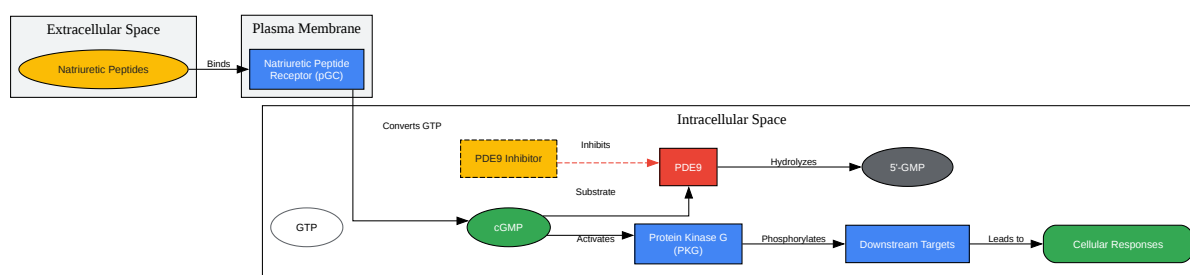 Extracellular Space
Plasma Membrane
Natriuretic Peptides
Binds
Natriuretic Peptide
Receptor (pGC)
Intracellular Space
Converts GTP
PDE9 Inhibitor
Inhibits
PDE9
Hydrolyzes
5'-GMP
Substrate
GTP
cGMP
Activates
Protein Kinase G
(PKG)
Phosphorylates
Downstream Targets
Leads to
Cellular Responses